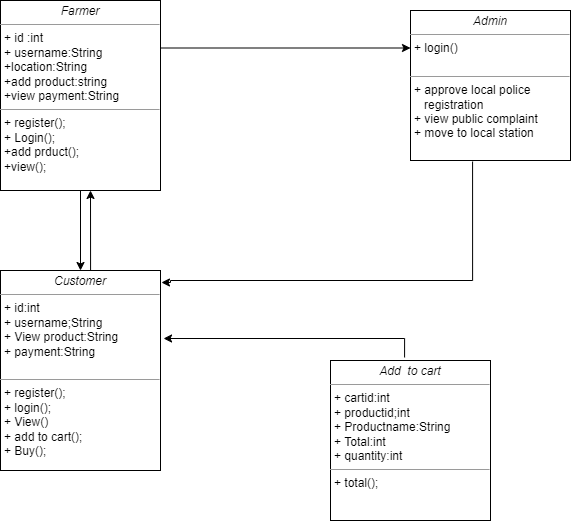 Farmer
+ id :int
+ username:String
+location:String
+add product:string
+view payment:String
+ register();
+ Login();
+add prduct();
+view();
Admin
+ login()
+ approve local police
registration
+ view public complaint
+ move to local station
Customer
+ id:int
+ username;String
+ View product:String
+ payment:String
+ register();
+ login();
+ View()
+ add to cart();
+ Buy();
Add to cart
+ cartid:int
+ productid;int
+ Productname:String
+ Total:int
+ quantity:int
+ total();